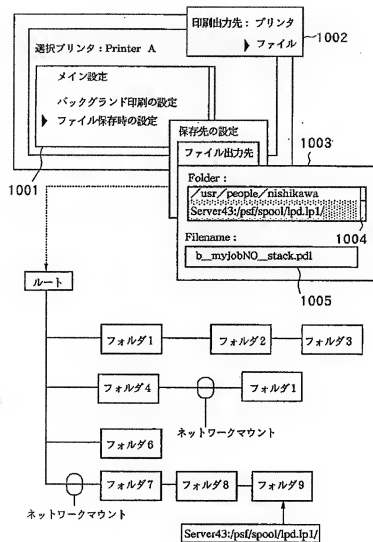 印刷出力先：プリンタ
▶ ファイル
1002
選択プリンタ：Printer A
メイン設定
バックグランド印刷の設定
▶ ファイル保存時の設定
1001
保存先の設定
ファイル出力先
1003
Folder：
/usr/people/nishikawa
Server43:/psf/spool/lpd.lp1/
1004
Filename：
b__myjobNO__stack.pdl
1005
ルート
フォルダ1
フォルダ2
フォルダ3
フォルダ4
フォルダ1
ネットワークマウント
フォルダ6
フォルダ7
フォルダ8
フォルダ9
ネットワークマウント
Server43:/psf/spool/lpd.lp1/